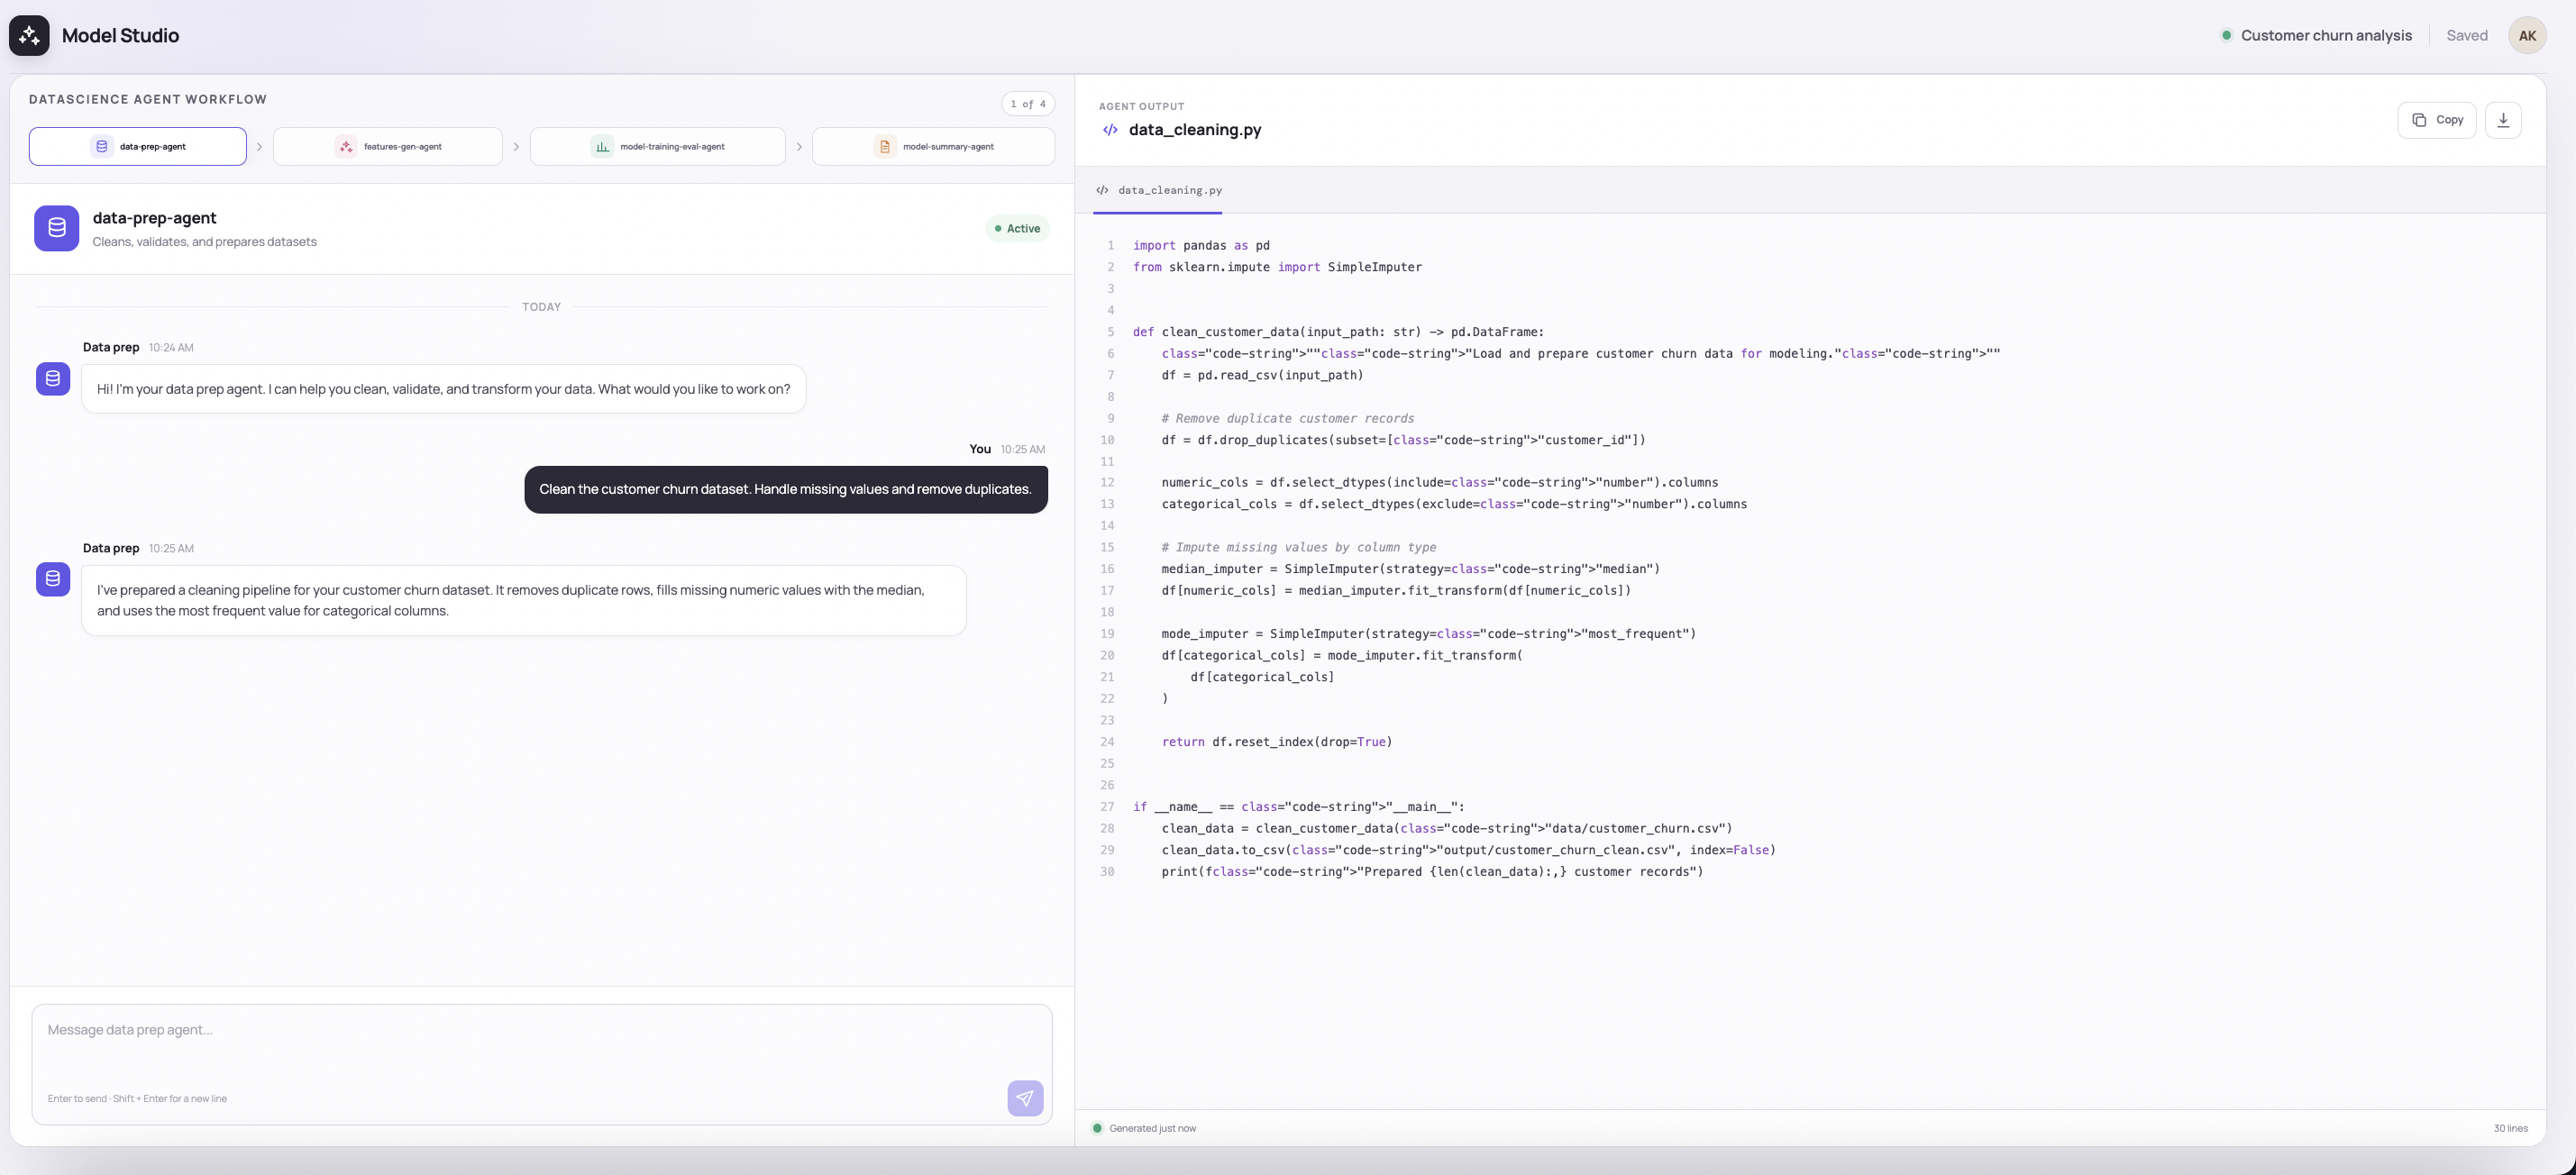 Model Studio
Customer churn analysis
Saved
AK
DATASCIENCE AGENT WORKFLOW
1 of 4
data-prep-agent
features-gen-agent
model-training-eval-agent
model-summary-agent
data-prep-agent
Cleans, validates, and prepares datasets
Active
TODAY
Data prep 10:24 AM
Hi! I'm your data prep agent. I can help you clean, validate, and transform your data. What would you like to work on?
You 10:25 AM
Clean the customer churn dataset. Handle missing values and remove duplicates.
Data prep 10:25 AM
I've prepared a cleaning pipeline for your customer churn dataset. It removes duplicate rows, fills missing numeric values with the median,
and uses the most frequent value for categorical columns.
Message data prep agent...
Enter to send · Shift + Enter for a new line
AGENT OUTPUT
</> data_cleaning.py
Copy
</> data_cleaning.py
1 import pandas as pd
2 from sklearn.impute import SimpleImputer
3
4
5 def clean_customer_data(input_path: str) -> pd.DataFrame:
6     class="code-string">""class="code-string">"Load and prepare customer churn data for modeling."class="code-string">""
7     df = pd.read_csv(input_path)
8
9     # Remove duplicate customer records
10     df = df.drop_duplicates(subset=[class="code-string">"customer_id"])
11
12     numeric_cols = df.select_dtypes(include=class="code-string">"number").columns
13     categorical_cols = df.select_dtypes(exclude=class="code-string">"number").columns
14
15     # Impute missing values by column type
16     median_imputer = SimpleImputer(strategy=class="code-string">"median")
17     df[numeric_cols] = median_imputer.fit_transform(df[numeric_cols])
18
19     mode_imputer = SimpleImputer(strategy=class="code-string">"most_frequent")
20     df[categorical_cols] = mode_imputer.fit_transform(
21         df[categorical_cols]
22     )
23
24     return df.reset_index(drop=True)
25
26
27 if __name__ == class="code-string">"__main__":
28     clean_data = clean_customer_data(class="code-string">"data/customer_churn.csv")
29     clean_data.to_csv(class="code-string">"output/customer_churn_clean.csv", index=False)
30     print(fclass="code-string">"Prepared {len(clean_data):,} customer records")
Generated just now
30 lines